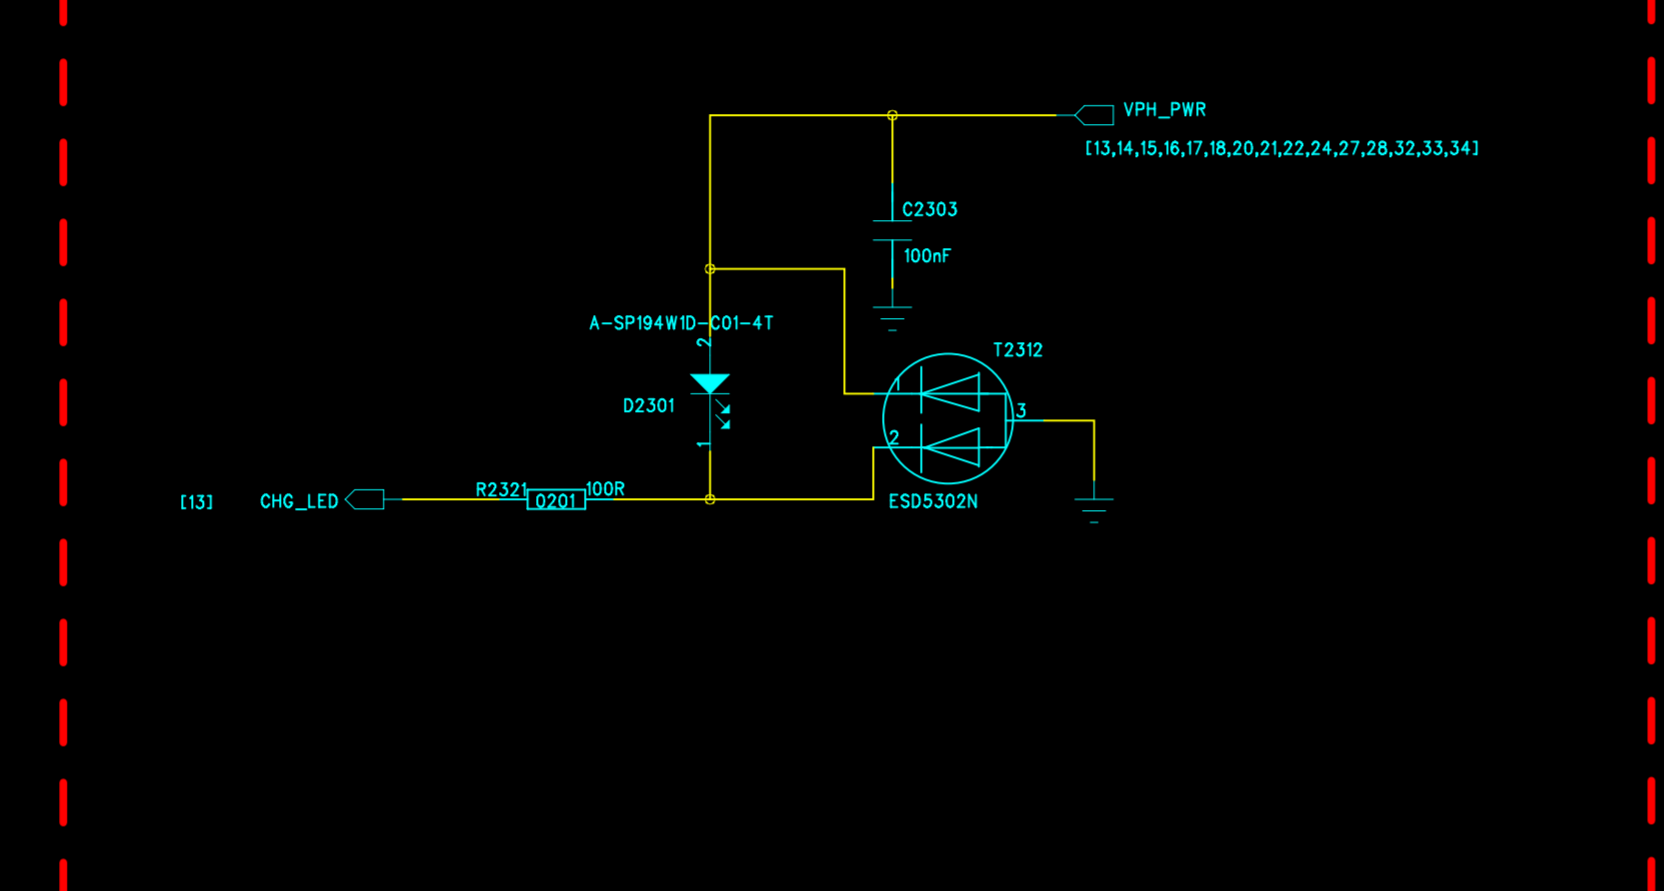 VPH_PWR
[13,14,15,16,17,18,20,21,22,24,27,28,32,33,34]
C2303
100nF
A-SP194W1D-C01-4T
2
D2301
1
T2312
1
3
2
ESD5302N
R2321
0201
100R
[13] CHG_LED